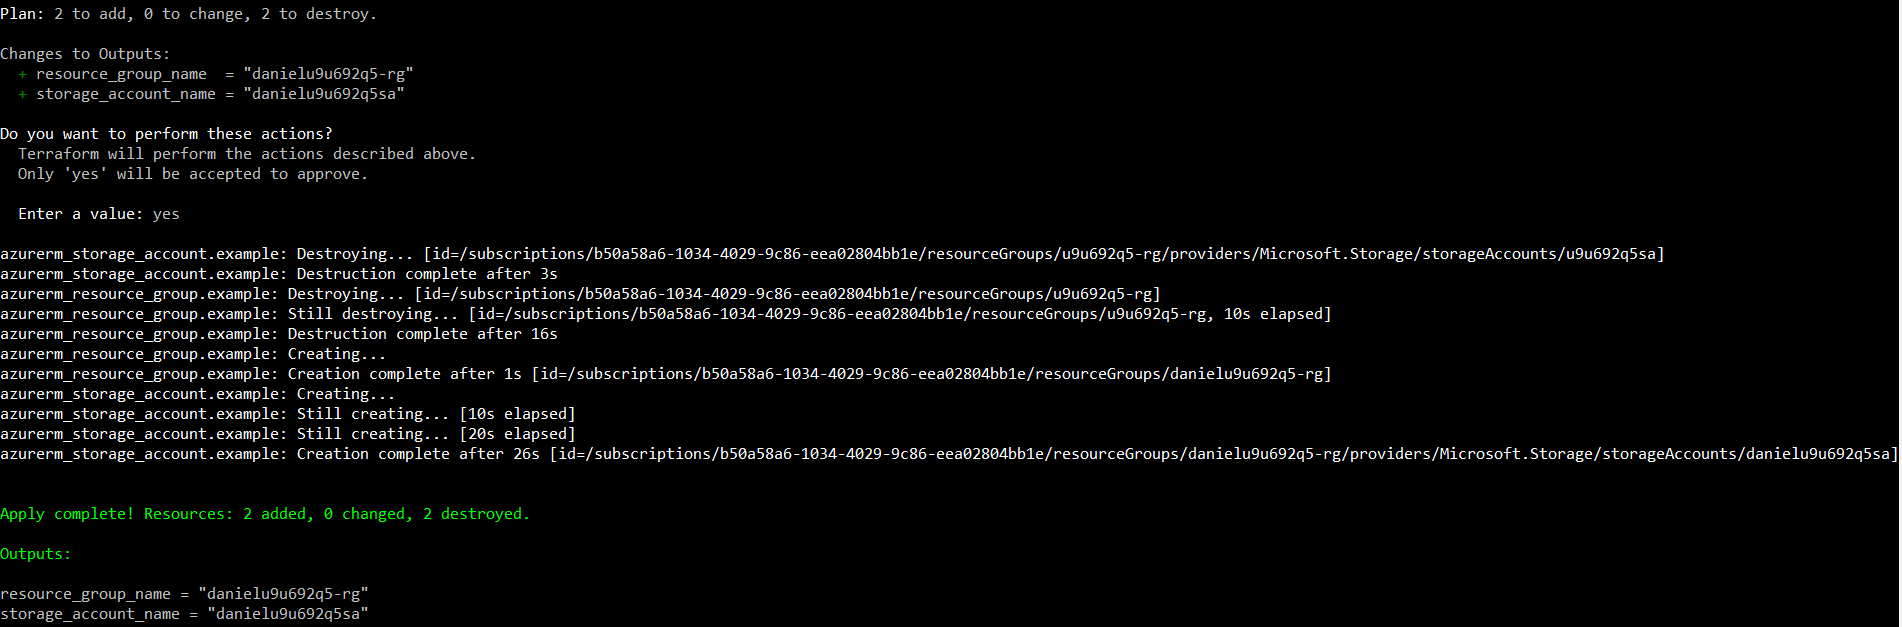 Plan: 2 to add, 0 to change, 2 to destroy.
Changes to Outputs:
+ resource_group_name  = "danielu9u692q5-rg"
+ storage_account_name = "danielu9u692q5sa"
Do you want to perform these actions?
Terraform will perform the actions described above.
Only 'yes' will be accepted to approve.
Enter a value: yes
azurerm_storage_account.example: Destroying... [id=/subscriptions/b50a58a6-1034-4029-9c86-eea02804bb1e/resourceGroups/u9u692q5-rg/providers/Microsoft.Storage/storageAccounts/u9u692q5sa]
azurerm_storage_account.example: Destruction complete after 3s
azurerm_resource_group.example: Destroying... [id=/subscriptions/b50a58a6-1034-4029-9c86-eea02804bb1e/resourceGroups/u9u692q5-rg]
azurerm_resource_group.example: Still destroying... [id=/subscriptions/b50a58a6-1034-4029-9c86-eea02804bb1e/resourceGroups/u9u692q5-rg, 10s elapsed]
azurerm_resource_group.example: Destruction complete after 16s
azurerm_resource_group.example: Creating...
azurerm_resource_group.example: Creation complete after 1s [id=/subscriptions/b50a58a6-1034-4029-9c86-eea02804bb1e/resourceGroups/danielu9u692q5-rg]
azurerm_storage_account.example: Creating...
azurerm_storage_account.example: Still creating... [10s elapsed]
azurerm_storage_account.example: Still creating... [20s elapsed]
azurerm_storage_account.example: Creation complete after 26s [id=/subscriptions/b50a58a6-1034-4029-9c86-eea02804bb1e/resourceGroups/danielu9u692q5-rg/providers/Microsoft.Storage/storageAccounts/danielu9u692q5sa]
Apply complete! Resources: 2 added, 0 changed, 2 destroyed.
Outputs:
resource_group_name = "danielu9u692q5-rg"
storage_account_name = "danielu9u692q5sa"